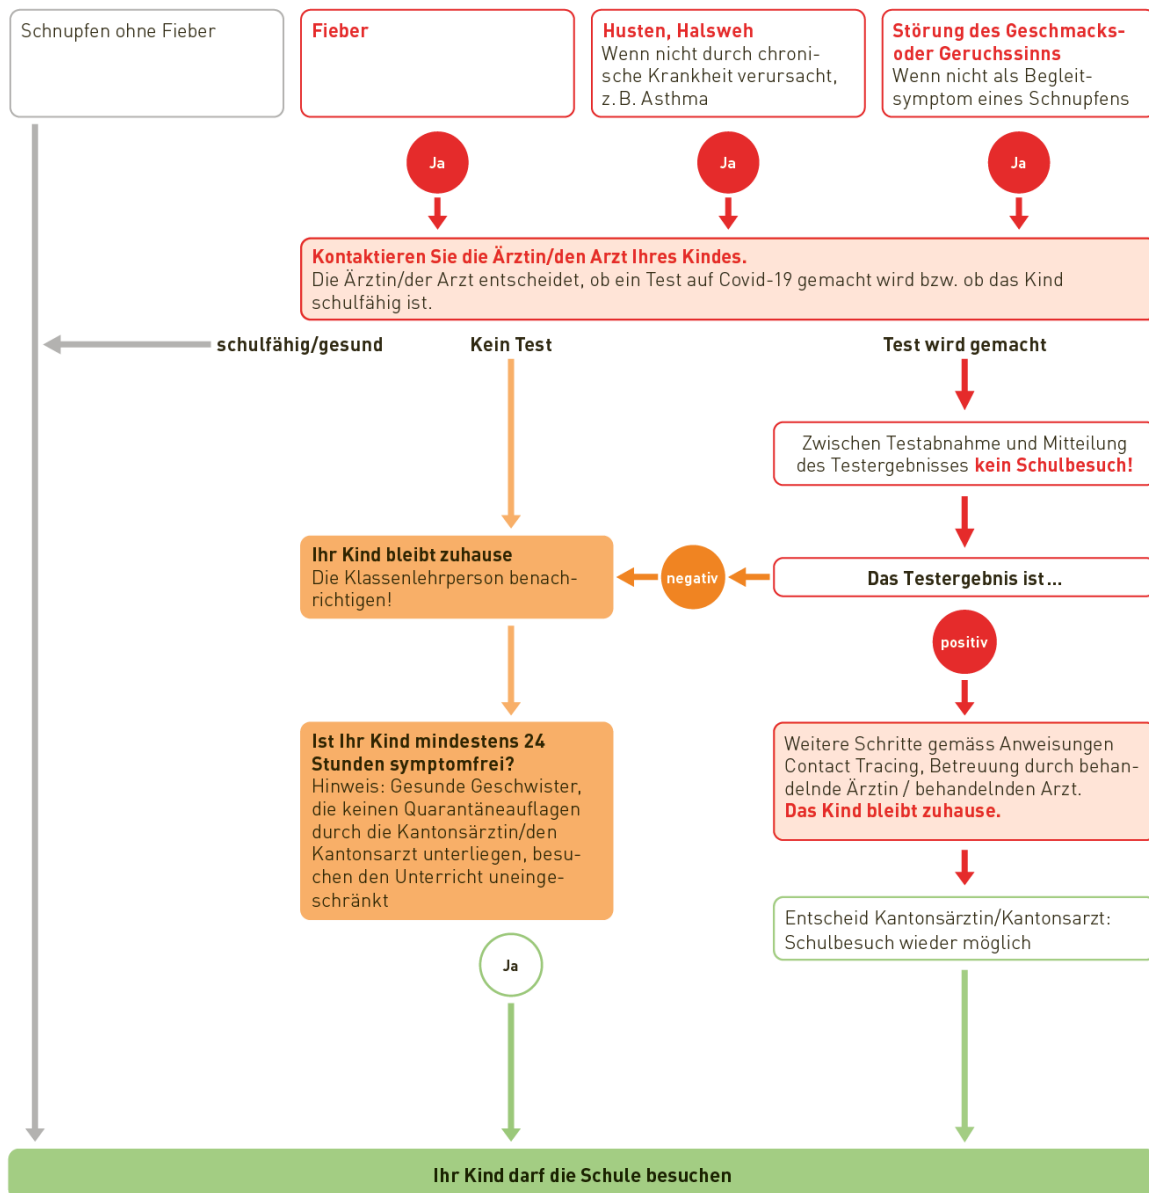 Schnupfen ohne Fieber
Fieber
Husten, Halsweh
Wenn nicht durch chroni-
sche Krankheit verursacht,
z. B. Asthma
Störung des Geschmacks-
oder Geruchssinns
Wenn nicht als Begleit-
symptom eines Schnupfens
Ja
Ja
Ja
Kontaktieren Sie die Ärztin/den Arzt Ihres Kindes.
Die Ärztin/der Arzt entscheidet, ob ein Test auf Covid-19 gemacht wird bzw. ob das Kind
schulfähig ist.
schulfähig/gesund
Kein Test
Test wird gemacht
Zwischen Testabnahme und Mitteilung
des Testergebnisses kein Schulbesuch!
Ihr Kind bleibt zuhause
Die Klassenlehrperson benach-
richtigen!
negativ
Das Testergebnis ist ...
positiv
Ist Ihr Kind mindestens 24
Stunden symptomfrei?
Hinweis: Gesunde Geschwister,
die keinen Quarantäneauflagen
durch die Kantonsärztin/den
Kantonsarzt unterliegen, besu-
chen den Unterricht uneinge-
schränkt
Weitere Schritte gemäss Anweisungen
Contact Tracing, Betreuung durch behan-
delnde Ärztin / behandelnden Arzt.
Das Kind bleibt zuhause.
Entscheid Kantonsärztin/Kantonsarzt:
Schulbesuch wieder möglich
Ja
Ihr Kind darf die Schule besuchen